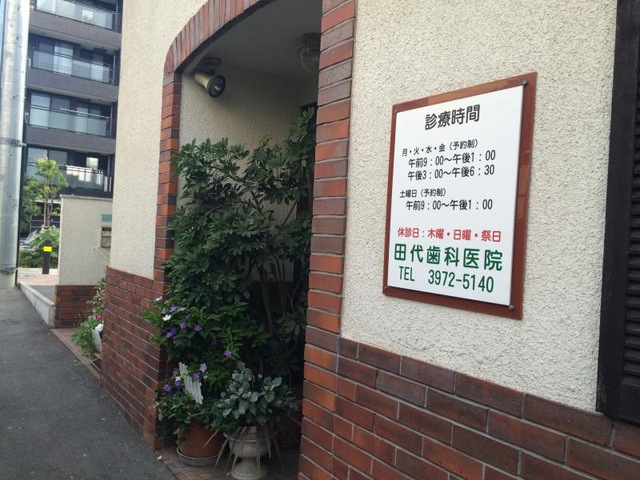 診療時間
月・火・水・金（予約制）
午前9：00～午後1：00
午後3：00～午後6：30
土曜日（予約制）
午前9：00～午後1：00
休診日：木曜・日曜・祭日
田代歯科医院
TEL 3972-5140